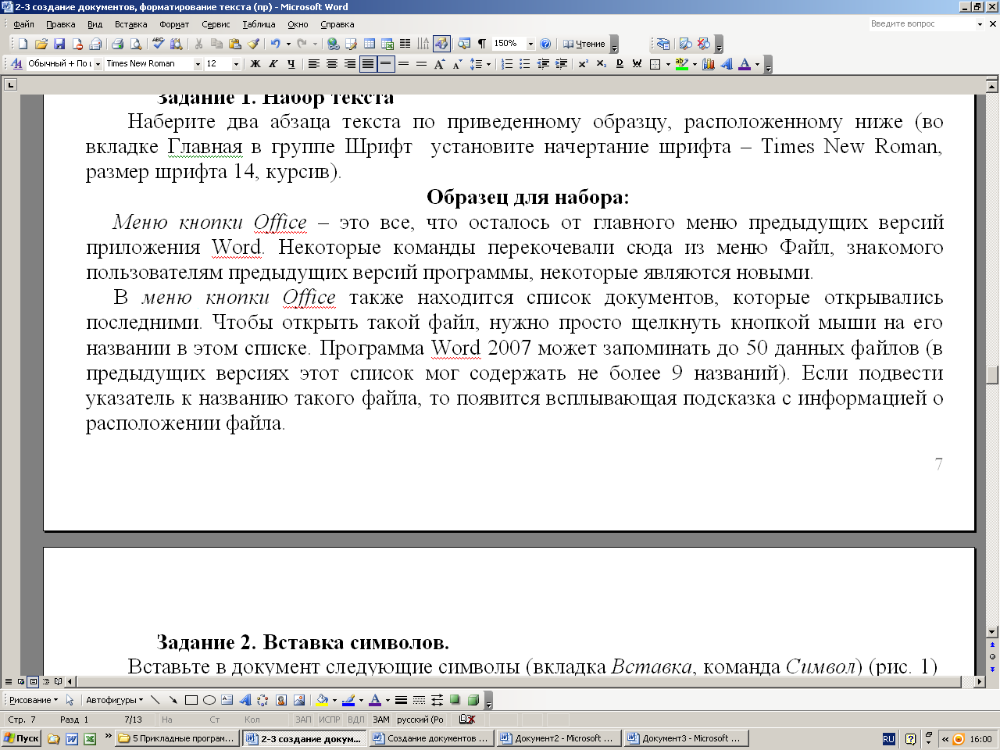 2-3 создание документов, форматирование текста (пр) - Microsoft Word
Файл Правка Вид Вставка Формат Сервис Таблица Окно Справка Введите вопрос
150% Чтение
Обычный + По ц Times New Roman 12 Ж К Ч
Задание 1. Набор текста
Наберите два абзаца текста по приведенному образцу, расположенному ниже (во
вкладке Главная в группе Шрифт установите начертание шрифта – Times New Roman,
размер шрифта 14, курсив).
Образец для набора:
Меню кнопки Office – это все, что осталось от главного меню предыдущих версий
приложения Word. Некоторые команды перекочевали сюда из меню Файл, знакомого
пользователям предыдущих версий программы, некоторые являются новыми.
В меню кнопки Office также находится список документов, которые открывались
последними. Чтобы открыть такой файл, нужно просто щелкнуть кнопкой мыши на его
названии в этом списке. Программа Word 2007 может запоминать до 50 данных файлов (в
предыдущих версиях этот список мог содержать не более 9 названий). Если подвести
указатель к названию такого файла, то появится всплывающая подсказка с информацией о
расположении файла.
7
Задание 2. Вставка символов.
Вставьте в документ следующие символы (вкладка Вставка, команда Символ) (рис. 1)
Рисование Автофигуры
Стр. 7 Разд 1 7/13 На Ст Кол ЗАП ИСПР ВДЛ ЗАМ русский (Ро
Пуск 5 Прикладные програм... 2-3 создание докум... Создание документов ... Документ2 - Microsoft ... Документ3 - Microsoft ... RU 16:00